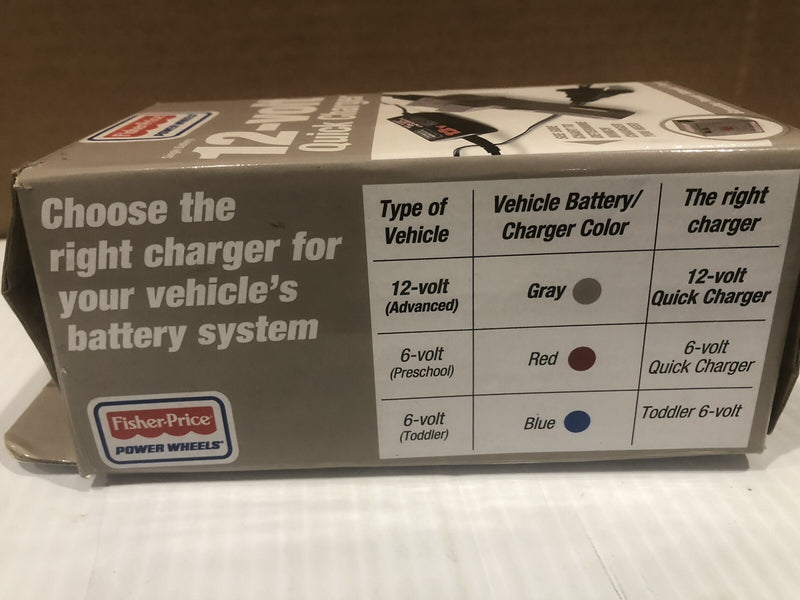 Fisher-Price
POWER WHEELS
Single Battery
12-volt
Quick Charger
Choose the
right charger for
your vehicle's
battery system
Fisher-Price
POWER WHEELS
Type of
Vehicle
Vehicle Battery/
Charger Color
The right
charger
12-volt
(Advanced)
Gray
12-volt
Quick Charger
6-volt
(Preschool)
Red
6-volt
Quick Charger
6-volt
(Toddler)
Blue
Toddler 6-volt